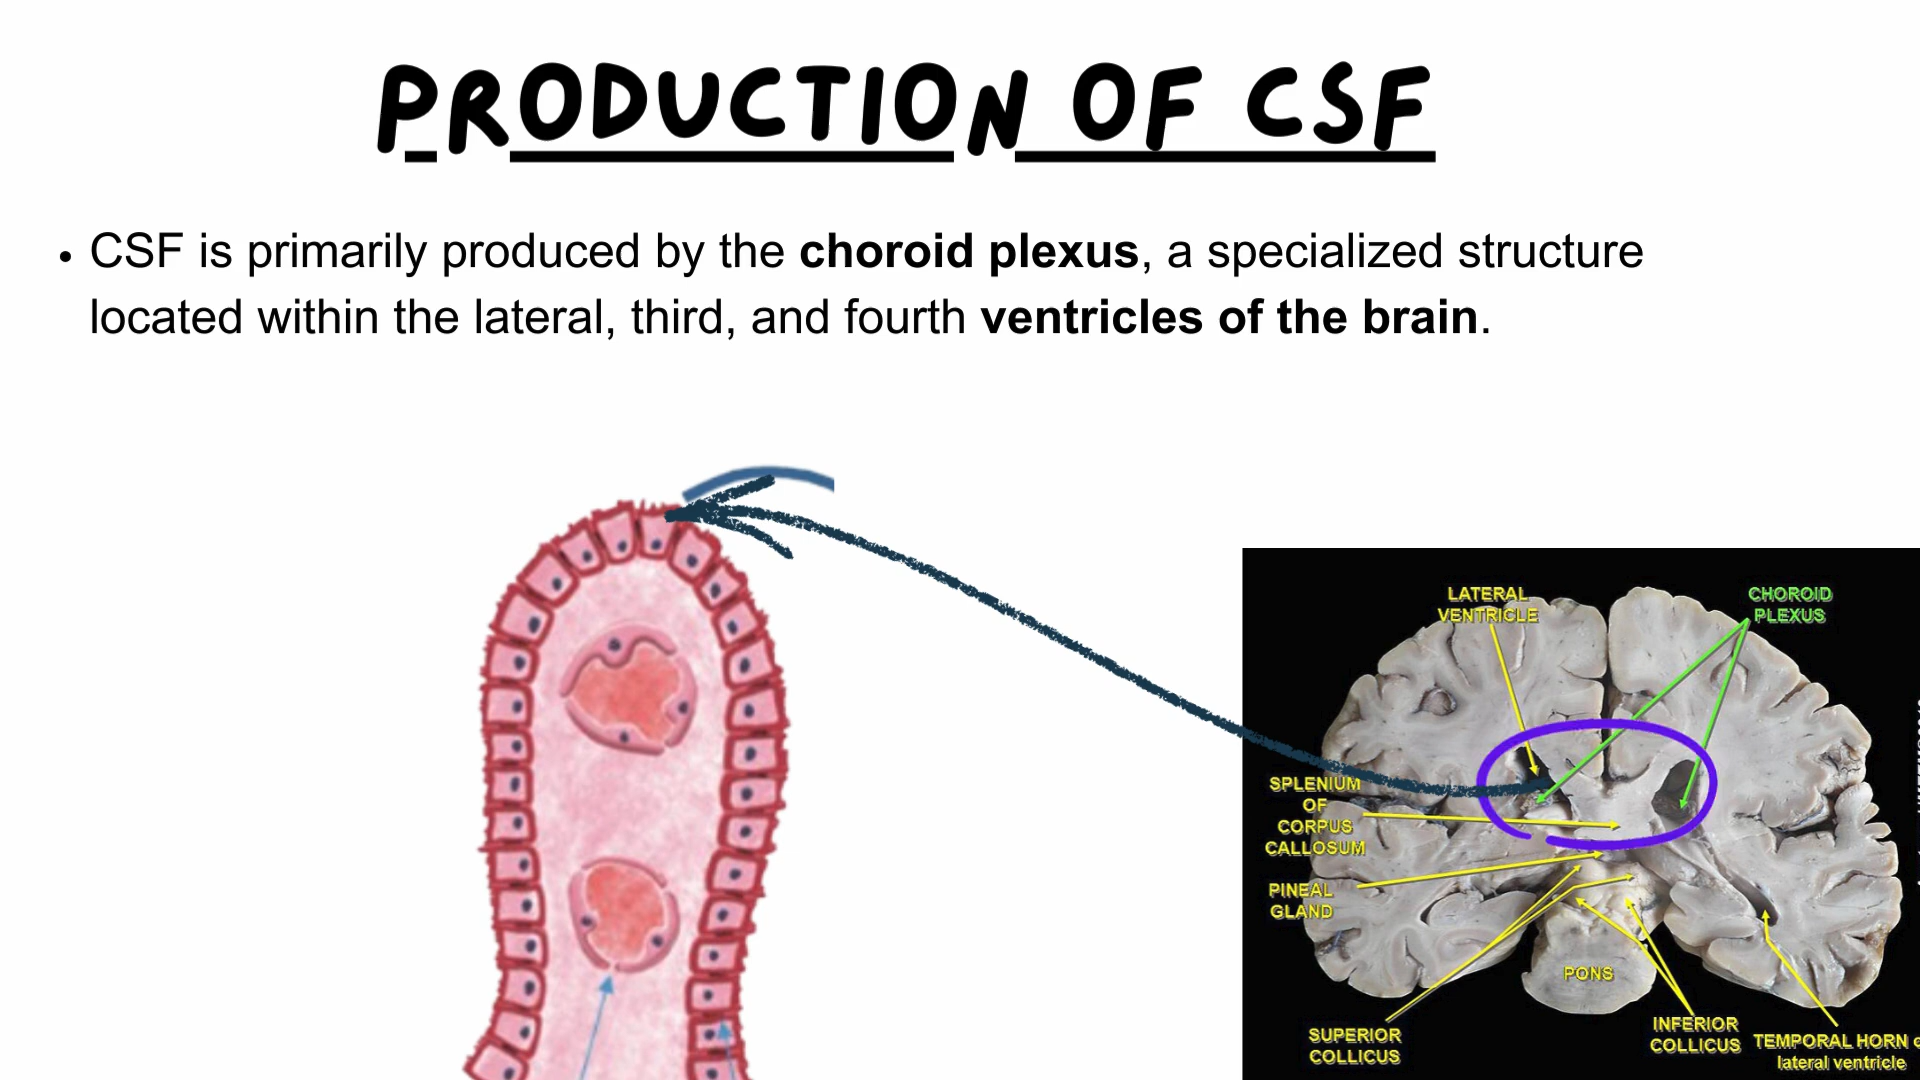 PRODUCTION OF CSF
• CSF is primarily produced by the choroid plexus, a specialized structure
located within the lateral, third, and fourth ventricles of the brain.
LATERAL
VENTRICLE
CHOROID
PLEXUS
SPLENIUM
OF
CORPUS
CALLOSUM
PINEAL
GLAND
PONS
SUPERIOR
COLLICUS
INFERIOR
COLLICUS
TEMPORAL HORN
lateral ventricle